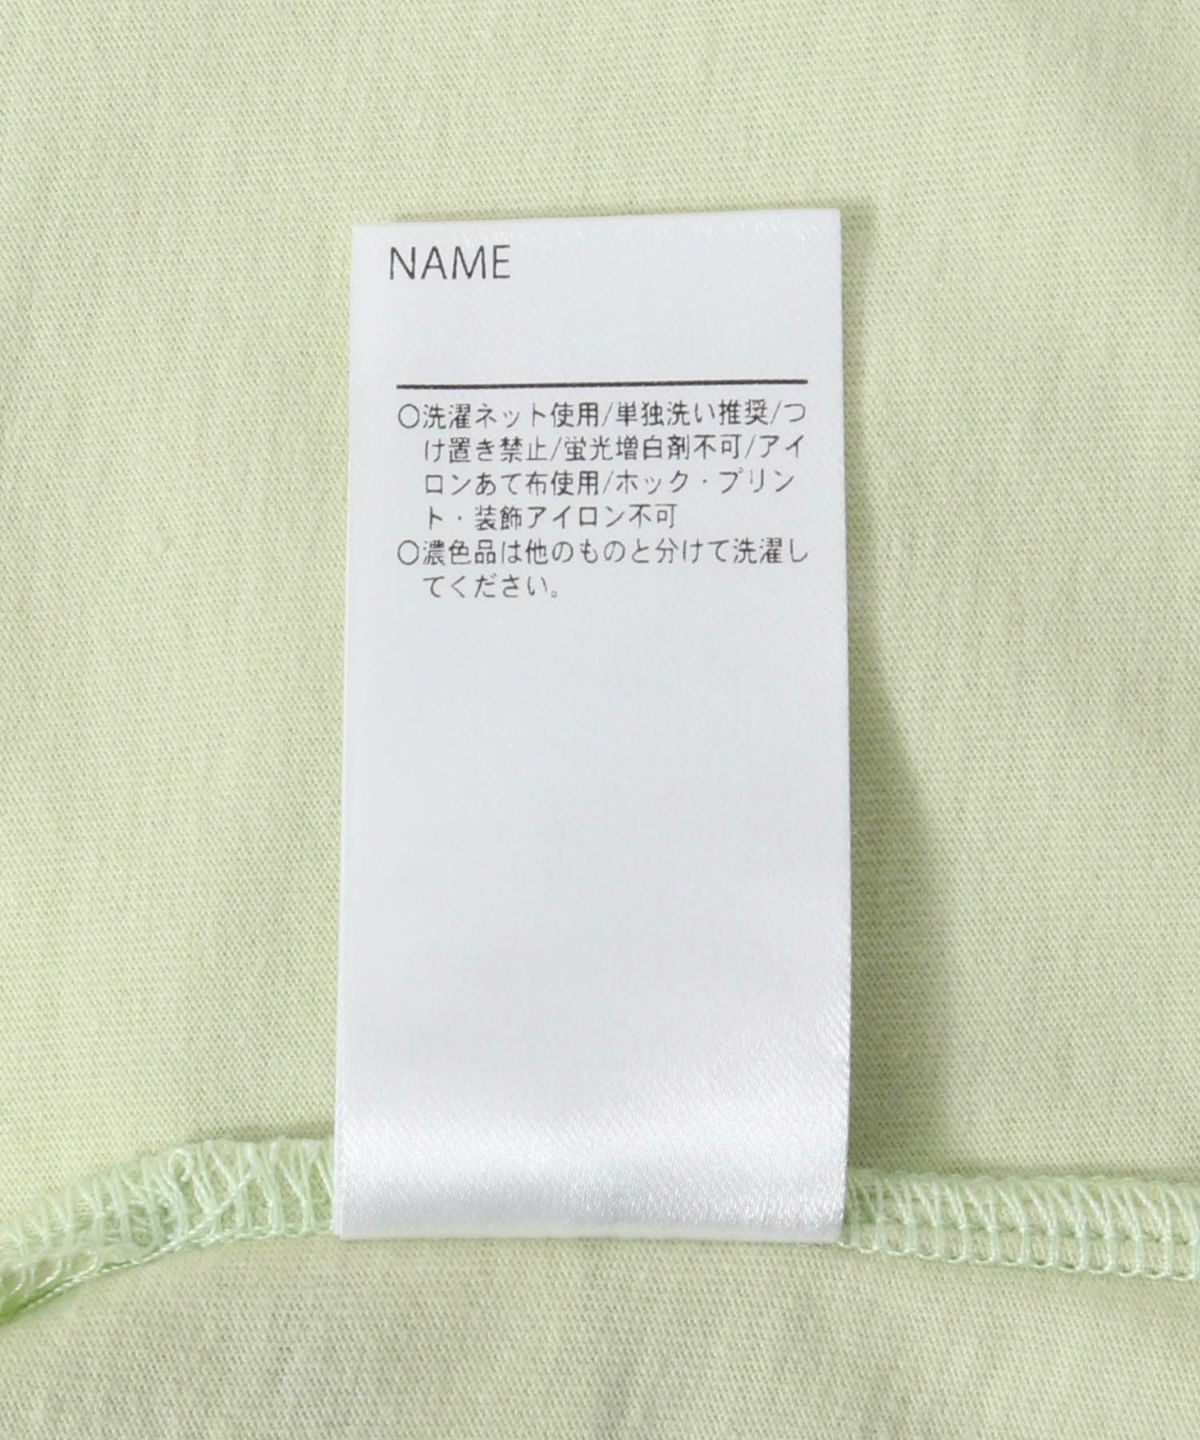 NAME
○洗濯ネット使用/単独洗い推奨/つ
け置き禁止/蛍光増白剤不可/アイ
ロンあて布使用/ホック・プリン
ト・装飾アイロン不可
○濃色品は他のものと分けて洗濯し
てください。